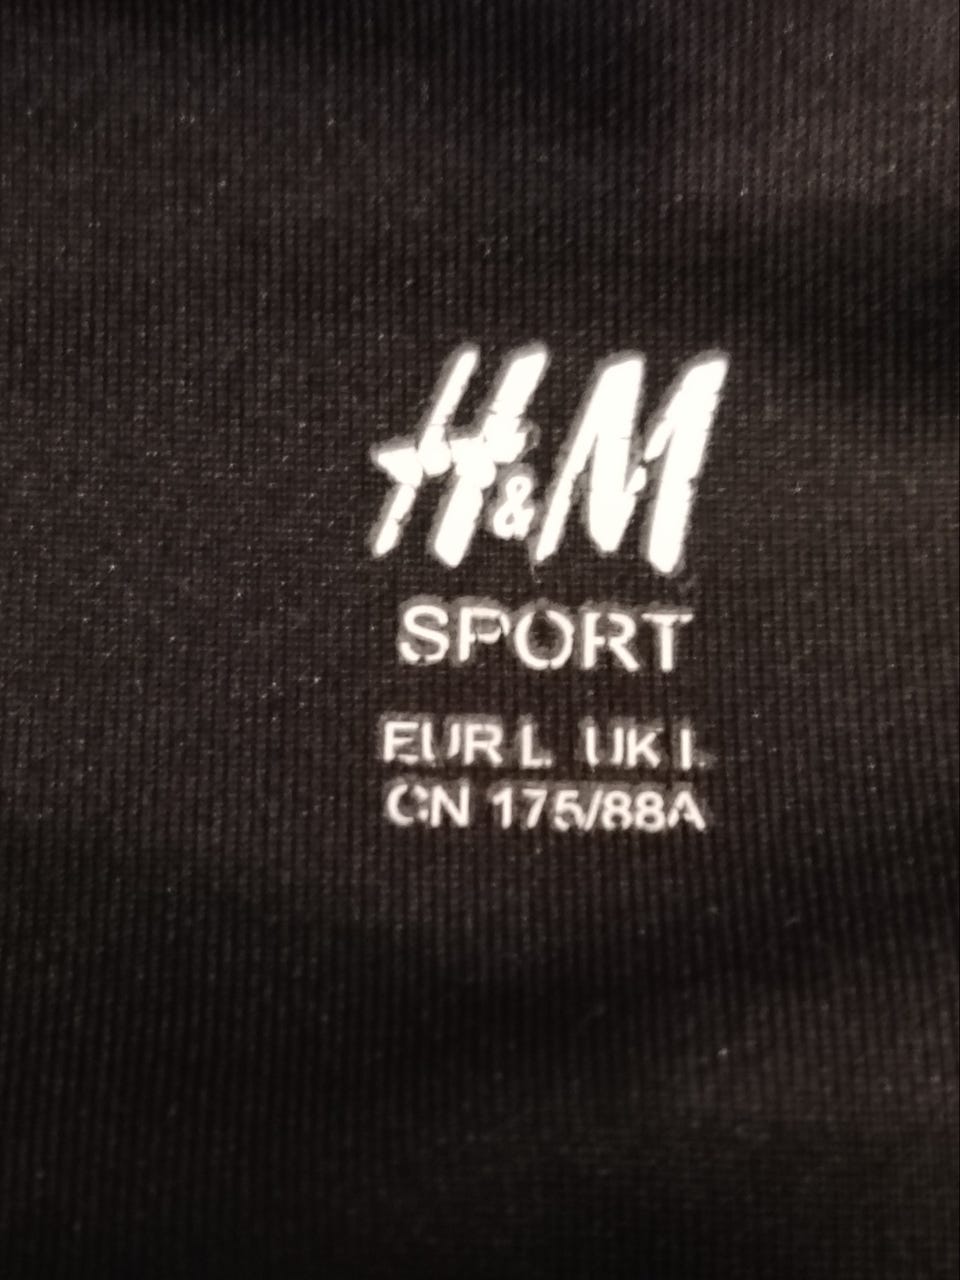 H&M
SPORT
EUR L UK L
CN 175/88A